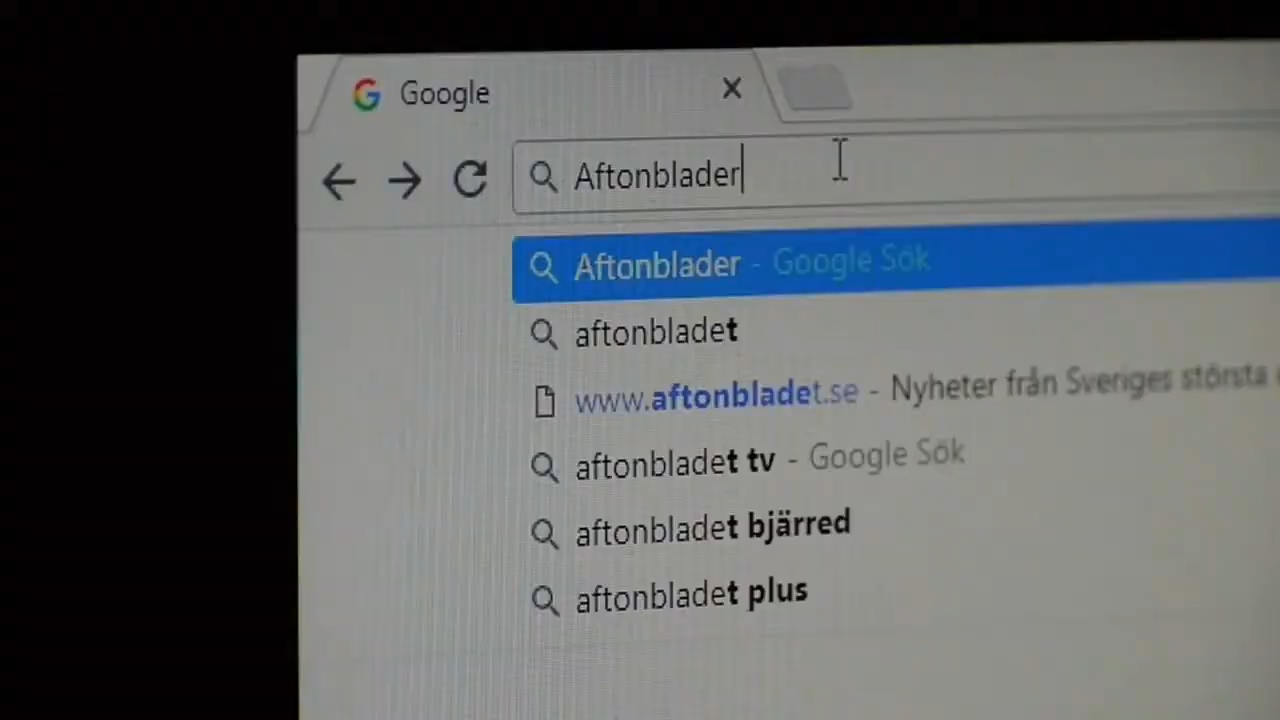 Google
Aftonblader
Aftonblader - Google Sök
aftonbladet
www.aftonbladet.se - Nyheter från Sveriges största
aftonbladet tv - Google Sök
aftonbladet bjärred
aftonbladet plus